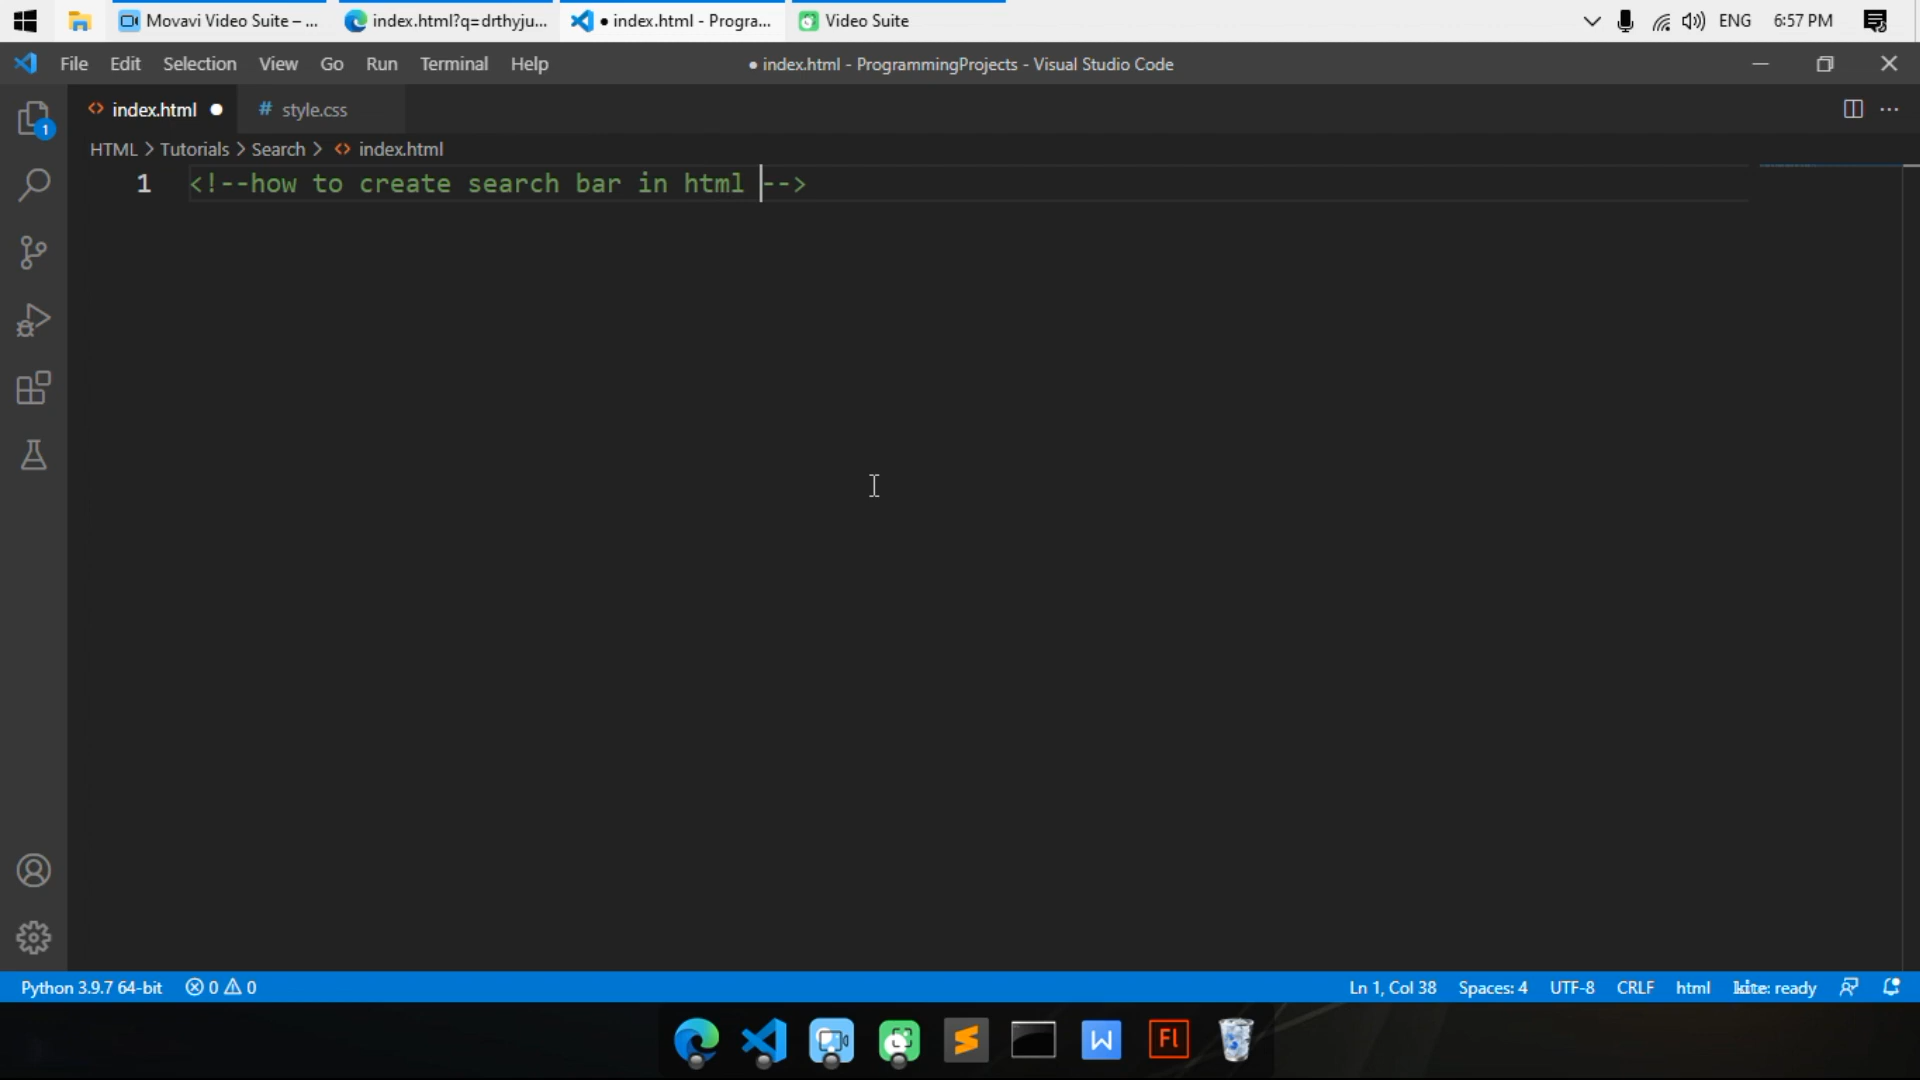 Movavi Video Suite – ...
index.html?q=drthyju...
● index.html - Progra...
Video Suite
ENG
6:57 PM
File Edit Selection View Go Run Terminal Help
● index.html - ProgrammingProjects - Visual Studio Code
1
index.html
# style.css
HTML > Tutorials > Search > index.html
1 <!--how to create search bar in html -->
Python 3.9.7 64-bit
0
0
Ln 1, Col 38
Spaces: 4
UTF-8
CRLF
html
kite: ready
W
Fl